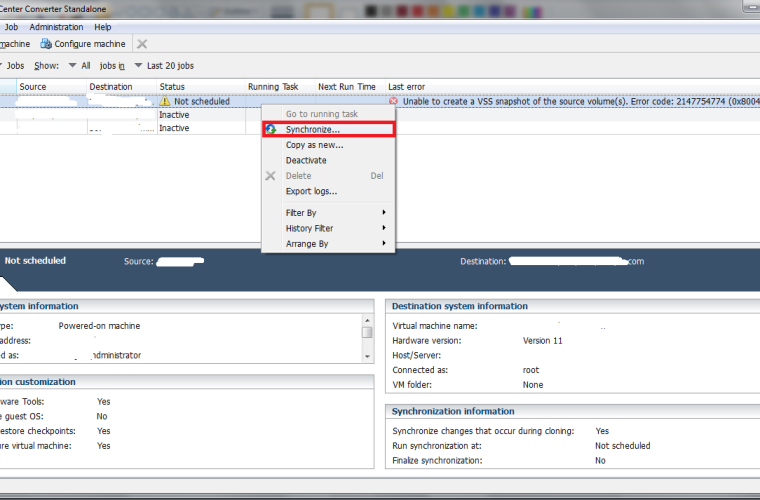 Center Converter Standalone
Job Administration Help
machine Configure machine
Jobs Show: All jobs in Last 20 jobs
Source Destination Status Running Task Next Run Time Last error
Not scheduled Unable to create a VSS snapshot of the source volume(s). Error code: 2147754774 (0x8004
Inactive
Inactive
Go to running task
Synchronize...
Copy as new...
Deactivate
Delete Del
Export logs...
Filter By
History Filter
Arrange By
Not scheduled Source: Destination: .com
ystem information
ype: Powered-on machine
address:
d as: administrator
ion customization
ware Tools: Yes
e guest OS: No
estore checkpoints: Yes
ure virtual machine: Yes
Destination system information
Virtual machine name:
Hardware version: Version 11
Host/Server:
Connected as: root
VM folder: None
Synchronization information
Synchronize changes that occur during cloning: Yes
Run synchronization at: Not scheduled
Finalize synchronization: No